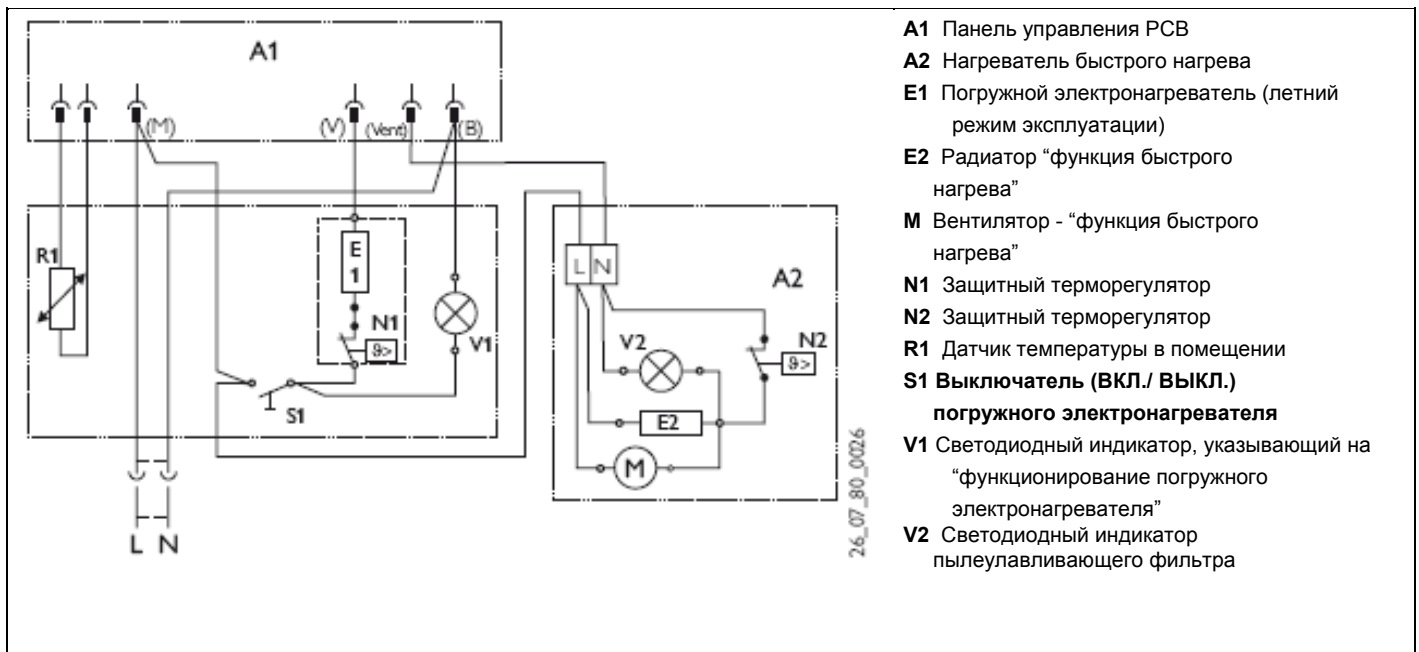 A1
(M)
(V)
(Vent)
(B)
R1
E
1
N1
ϑ>
V1
S1
L N
L N
A2
V2
N2
ϑ>
E2
M
26_07_80_0026
A1 Панель управления PCB
A2 Нагреватель быстрого нагрева
E1 Погружной электронагреватель (летний
режим эксплуатации)
E2 Радиатор “функция быстрого
нагрева”
M Вентилятор - “функция быстрого
нагрева”
N1 Защитный терморегулятор
N2 Защитный терморегулятор
R1 Датчик температуры в помещении
S1 Выключатель (ВКЛ./ ВЫКЛ.)
погружного электронагревателя
V1 Светодиодный индикатор, указывающий на
“функционирование погружного
электронагревателя”
V2 Светодиодный индикатор
пылеулавливающего фильтра